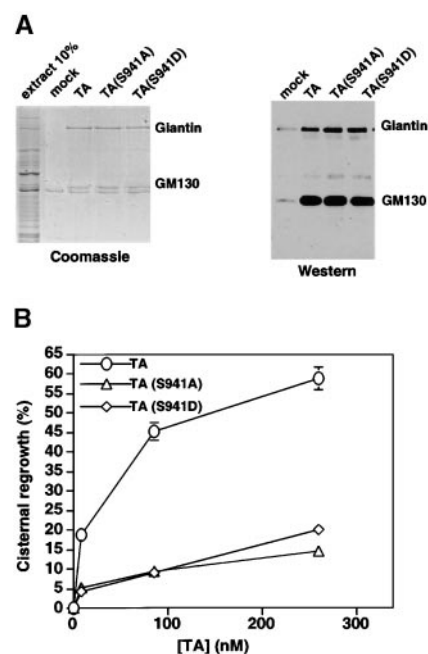 A
extract 10%
mock
TA
TA(S941A)
TA(S941D)
Giantin
GM130
Coomassie
mock
TA
TA(S941A)
TA(S941D)
Giantin
GM130
Western
B
65
60
55
50
45
40
35
30
25
20
15
10
5
0
Cisternal regrowth (%)
TA
TA (S941A)
TA (S941D)
0
100
200
300
[TA] (nM)